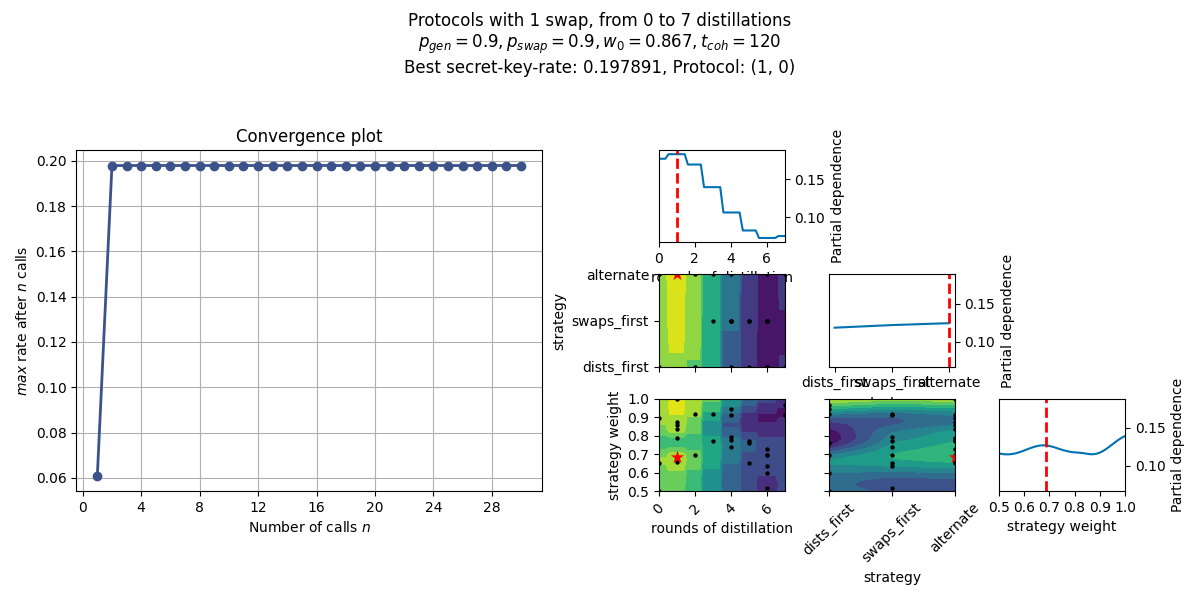 Protocols with 1 swap, from 0 to 7 distillations
p_gen = 0.9, p_swap = 0.9, w_0 = 0.867, t_coh = 120
Best secret-key-rate: 0.197891, Protocol: (1, 0)
Convergence plot
max rate after n calls
0.20
0.18
0.16
0.14
0.12
0.10
0.08
0.06
0 4 8 12 16 20 24 28
Number of calls n
0.15
0.10
Partial dependence
0 2 4 6
strategy
alternate
swaps_first
dists_first
0.15
0.10
Partial dependence
dists_first swaps_first alternate
strategy weight
1.0
0.9
0.8
0.7
0.6
0.5
0 2 4 6
rounds of distillation
dists_first swaps_first alternate
strategy
0.15
0.10
Partial dependence
0.5 0.6 0.7 0.8 0.9 1.0
strategy weight